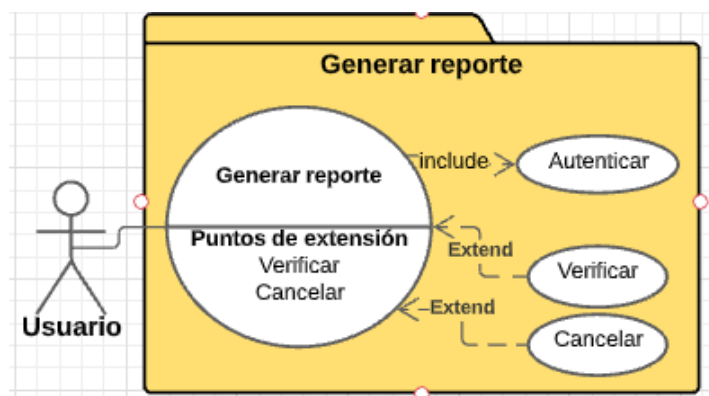 Generar reporte
Generar reporte
include
Autenticar
Puntos de extensión
Verificar
Cancelar
Extend
Verificar
Extend
Cancelar
Usuario